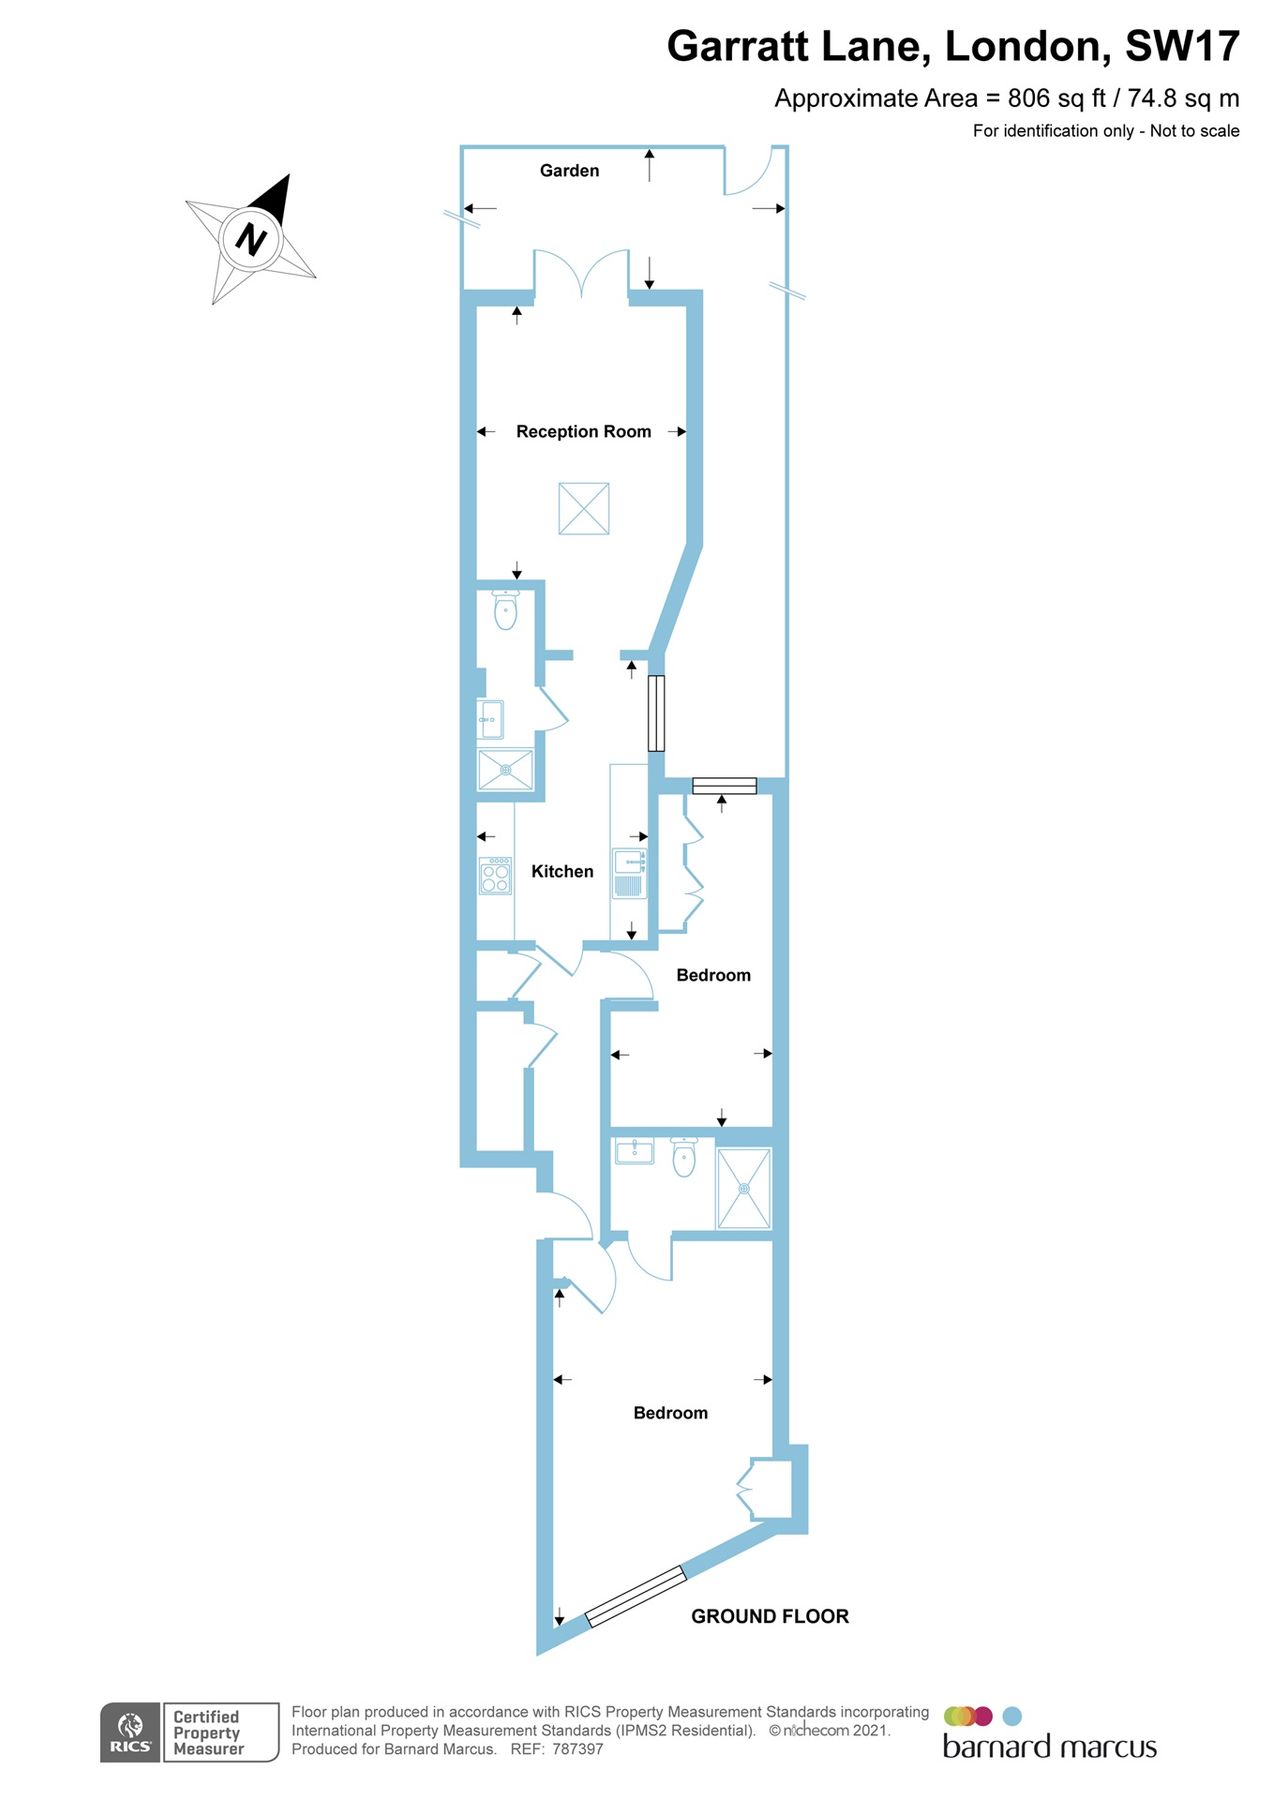 Garratt Lane, London, SW17
Approximate Area = 806 sq ft / 74.8 sq m
For identification only - Not to scale
Garden
N
Reception Room
Kitchen
Bedroom
Bedroom
GROUND FLOOR
RICS
Certified
Property
Measurer
Floor plan produced in accordance with RICS Property Measurement Standards incorporating
International Property Measurement Standards (IPMS2 Residential). © nichecom 2021.
Produced for Barnard Marcus. REF: 787397
barnard marcus